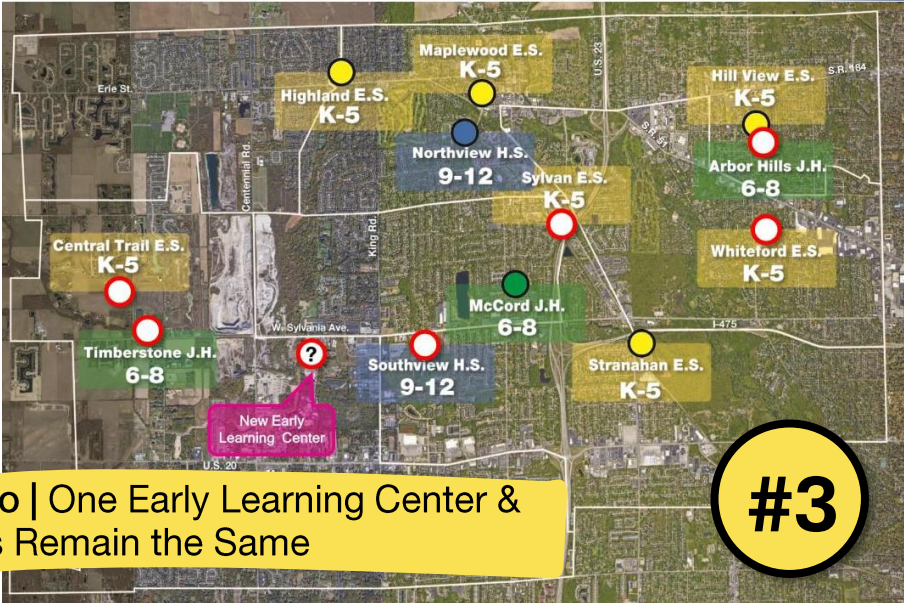 Maplewood E.S.
K-5
U.S. 23
Hill View E.S.
K-5
S.R. 184
Erie St.
Highland E.S.
K-5
S.R. 51
Northview H.S.
9-12
Arbor Hills J.H.
6-8
Centennial Rd.
Sylvan E.S.
K-5
King Rd.
Central Trail E.S.
K-5
Whiteford E.S.
K-5
McCord J.H.
6-8
W. Sylvania Ave.
I-475
Timberstone J.H.
6-8
?
Southview H.S.
9-12
Stranahan E.S.
K-5
New Early
Learning Center
U.S. 20
o | One Early Learning Center &
s Remain the Same
#3